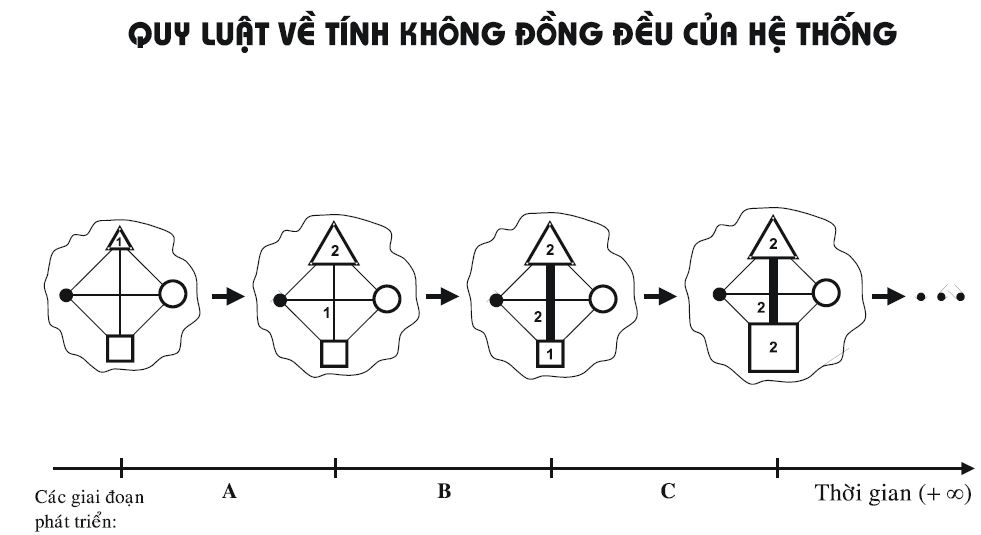 QUY LUẬT VỀ TÍNH KHÔNG ĐỒNG ĐỀU CỦA HỆ THỐNG
1
2
1
2
2
1
2
2
2
A
B
C
Các giai đoạn
phát triển:
Thời gian (+ ∞)